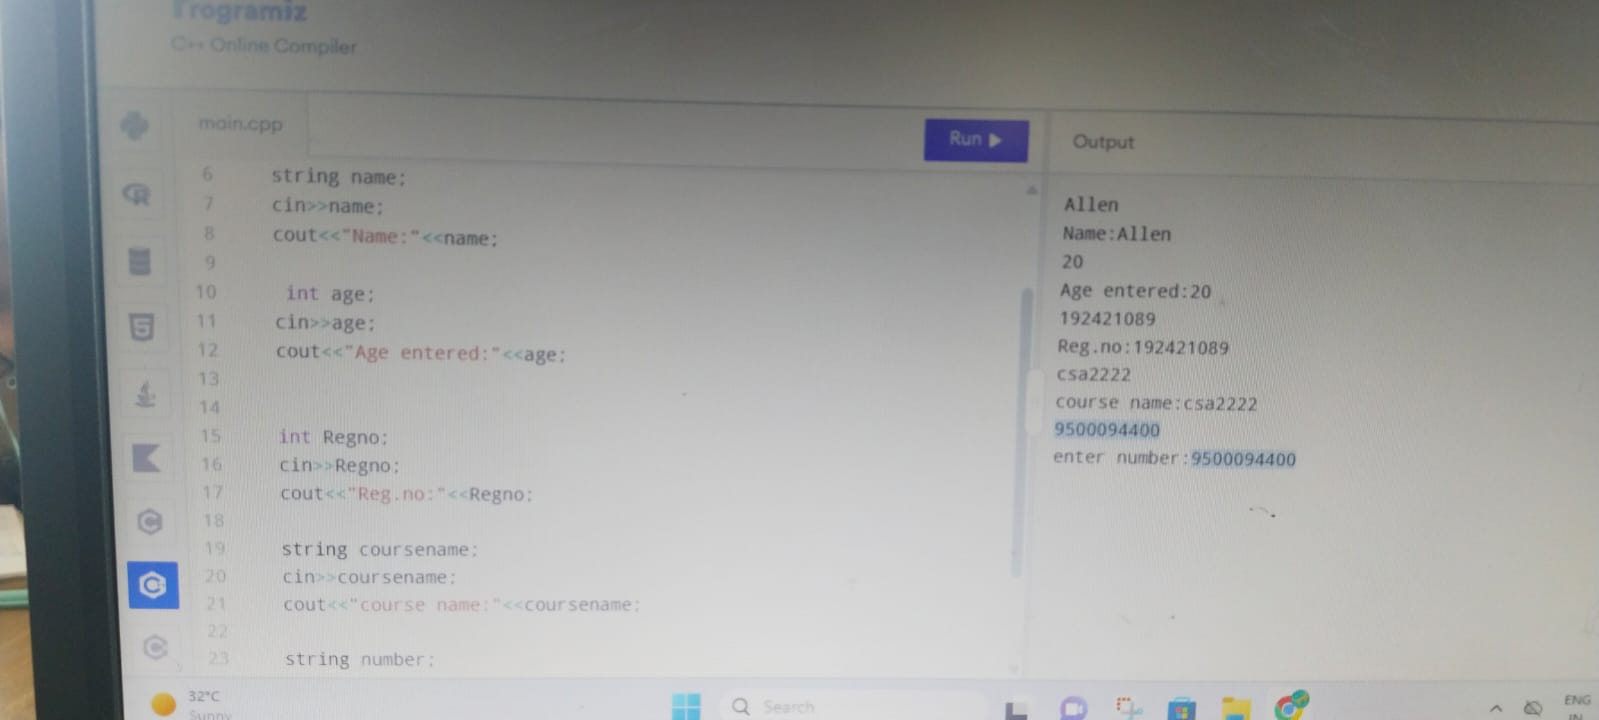 Programiz
C++ Online Compiler
main.cpp
Run
Output
6 string name;
7 cin>>name;
8 cout<<"Name:"<<name;
9
10 int age;
11 cin>>age;
12 cout<<"Age entered:"<<age;
13
14
15 int Regno;
16 cin>>Regno;
17 cout<<"Reg.no:"<<Regno;
18
19 string coursename;
20 cin>>coursename;
21 cout<<"course name:"<<coursename;
22
23 string number;
Allen
Name:Allen
20
Age entered:20
192421089
Reg.no:192421089
csa2222
course name:csa2222
9500094400
enter number:9500094400
32°C
Sunny
Search
ENG
IN